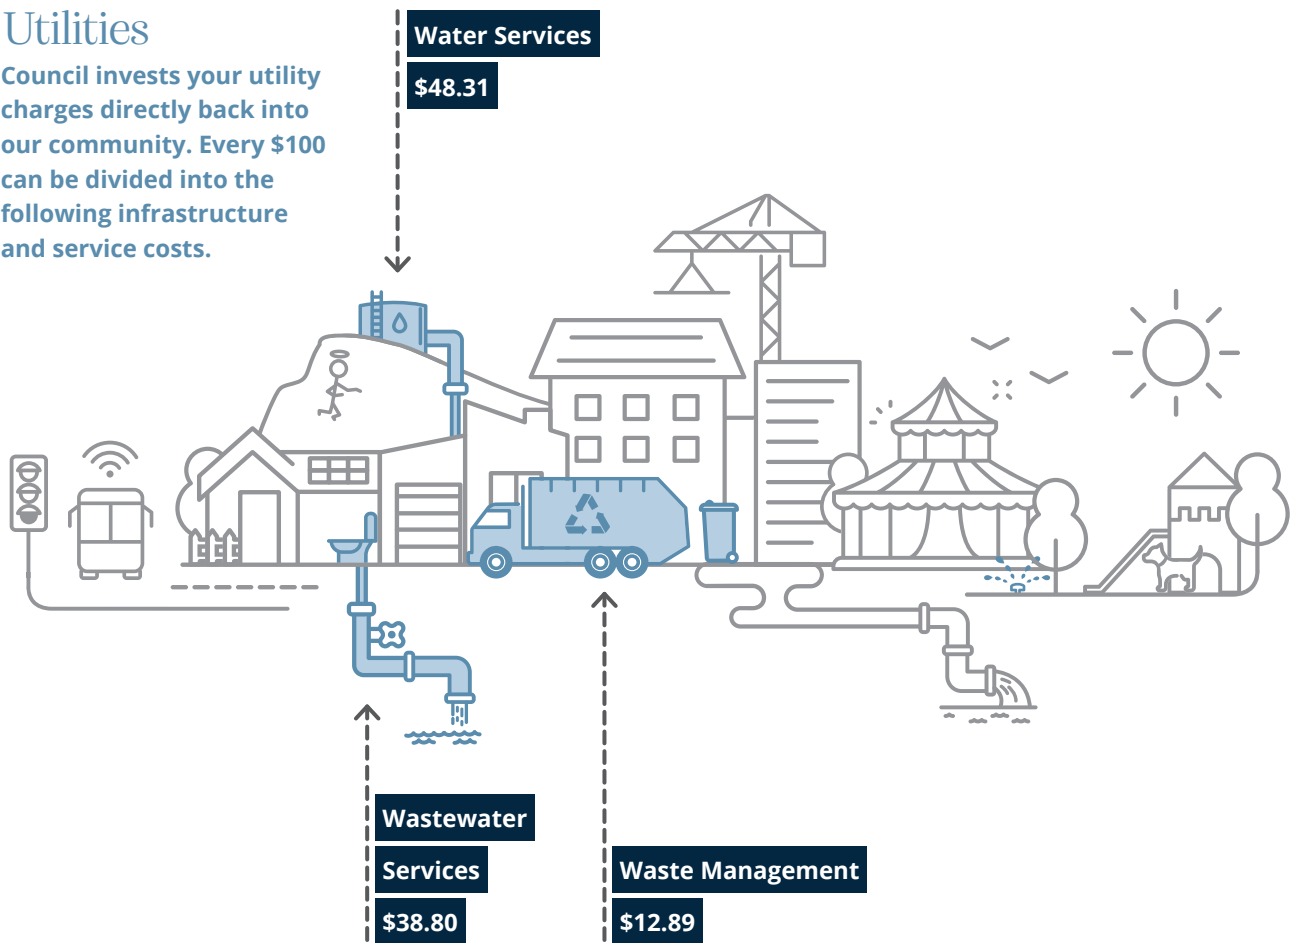 Utilities
Council invests your utility
charges directly back into
our community. Every $100
can be divided into the
following infrastructure
and service costs.
Water Services
$48.31
Wastewater
Services
$38.80
Waste Management
$12.89